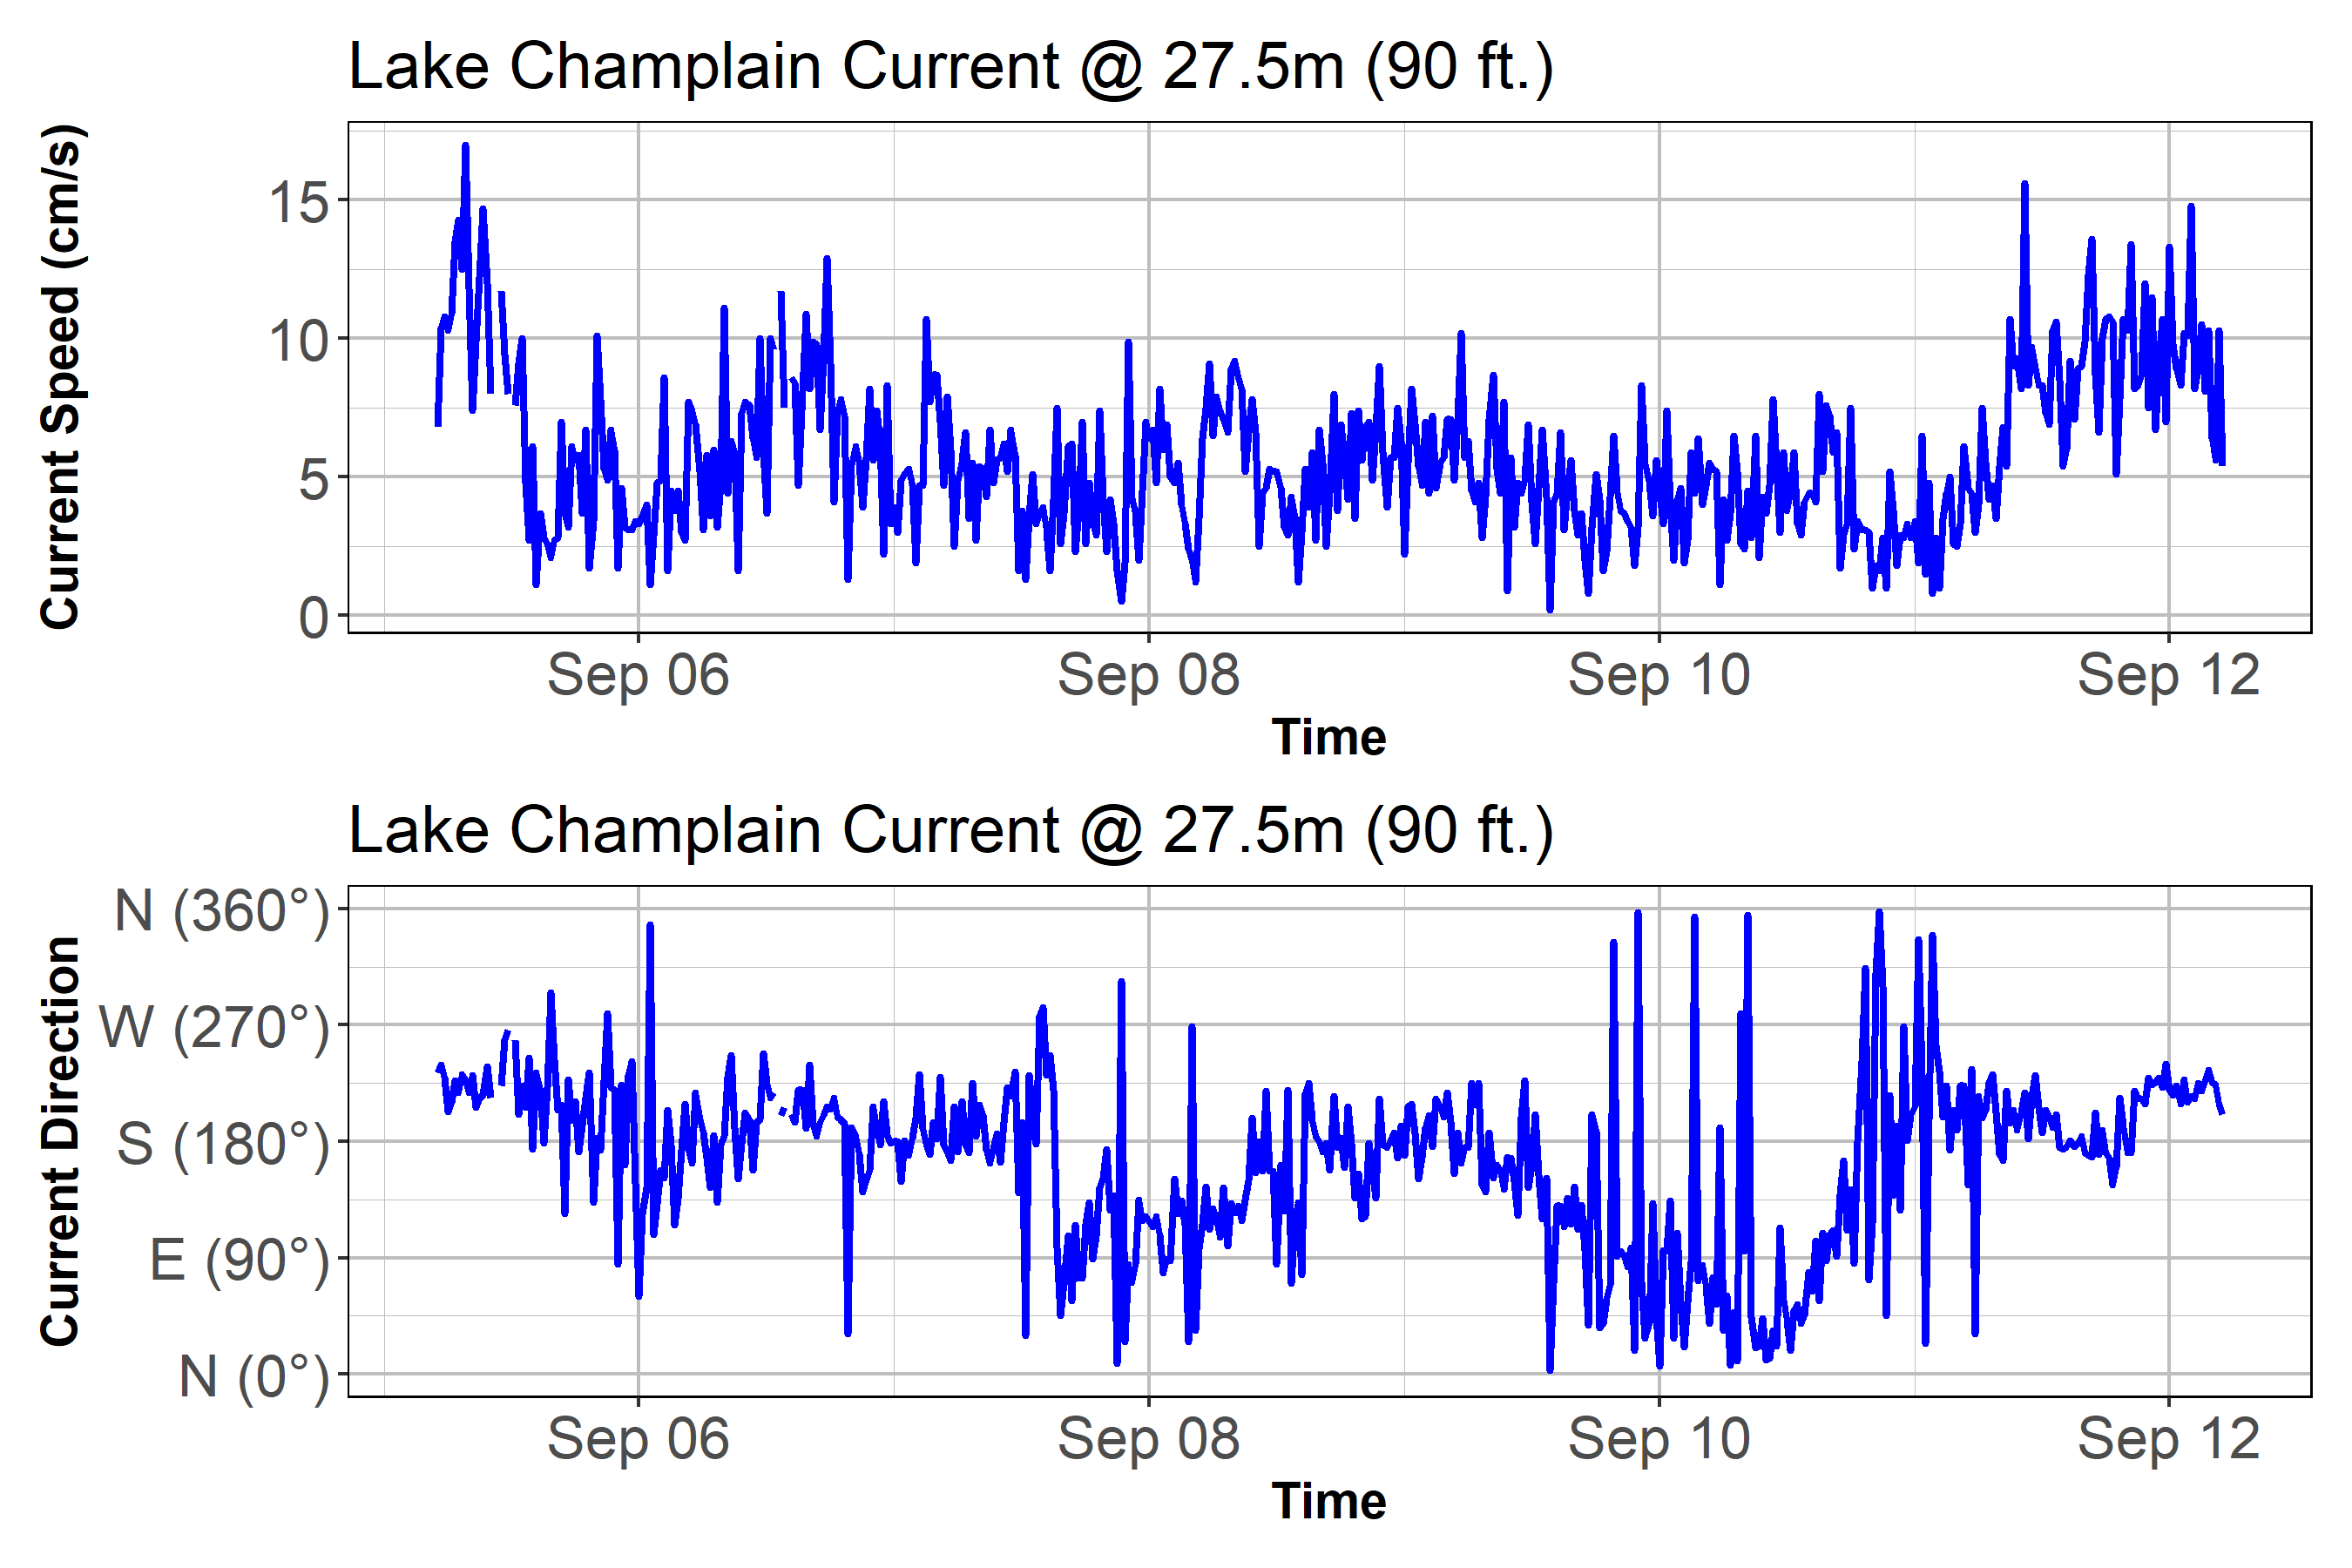 Lake Champlain Current @ 27.5m (90 ft.)
Current Speed (cm/s)
15
10
5
0
Sep 06 Sep 08 Sep 10 Sep 12
Time
Lake Champlain Current @ 27.5m (90 ft.)
Current Direction
N (360°)
W (270°)
S (180°)
E (90°)
N (0°)
Sep 06 Sep 08 Sep 10 Sep 12
Time